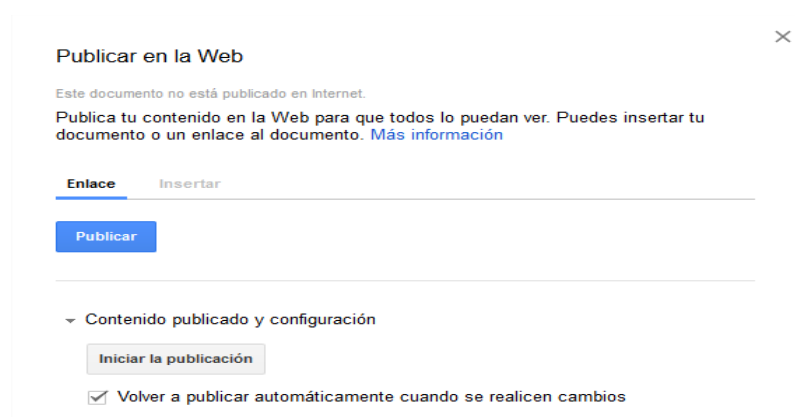 Publicar en la Web
Este documento no está publicado en Internet.
Publica tu contenido en la Web para que todos lo puedan ver. Puedes insertar tu
documento o un enlace al documento. Más información
Enlace Insertar
Publicar
Contenido publicado y configuración
Iniciar la publicación
Volver a publicar automáticamente cuando se realicen cambios